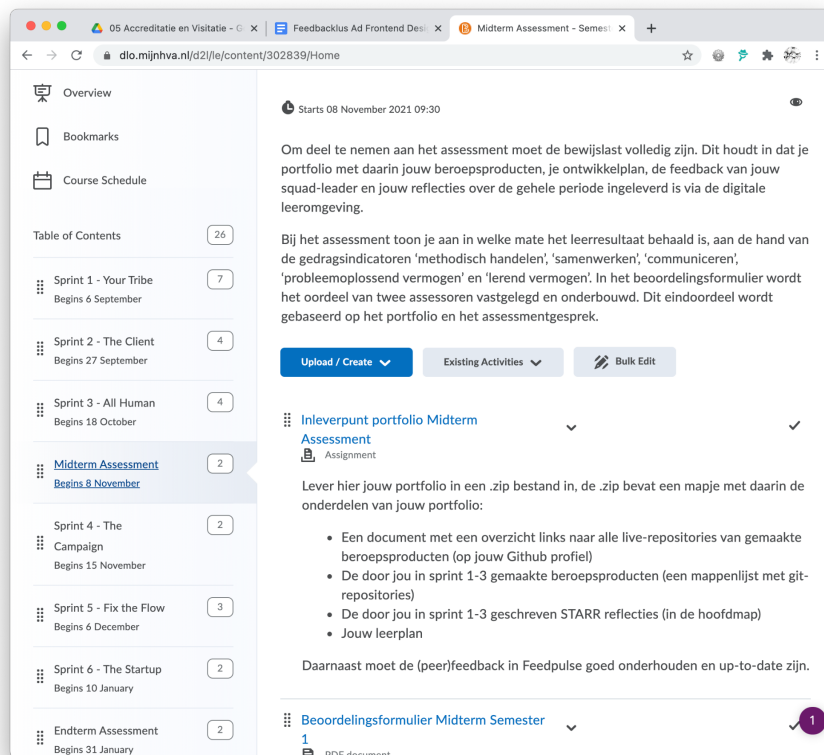 05 Accreditatie en Visitatie - G
Feedbacklus Ad Frontend Desi
Midterm Assessment - Semest
dlo.mijnhva.nl/d2l/le/content/302839/Home
Overview
Bookmarks
Course Schedule
Table of Contents 26
Sprint 1 - Your Tribe 7
Begins 6 September
Sprint 2 - The Client 4
Begins 27 September
Sprint 3 - All Human 4
Begins 18 October
Midterm Assessment 2
Begins 8 November
Sprint 4 - The 2
Campaign
Begins 15 November
Sprint 5 - Fix the Flow 3
Begins 6 December
Sprint 6 - The Startup 2
Begins 10 January
Endterm Assessment 2
Begins 31 January
Starts 08 November 2021 09:30
Om deel te nemen aan het assessment moet de bewijslast volledig zijn. Dit houdt in dat je
portfolio met daarin jouw beroepsproducten, je ontwikkelplan, de feedback van jouw
squad-leader en jouw reflecties over de gehele periode ingeleverd is via de digitale
leeromgeving.
Bij het assessment toon je aan in welke mate het leerresultaat behaald is, aan de hand van
de gedragsindicatoren 'methodisch handelen', 'samenwerken', 'communiceren',
'probleemoplossend vermogen' en 'lerend vermogen'. In het beoordelingsformulier wordt
het oordeel van twee assessoren vastgelegd en onderbouwd. Dit eindoordeel wordt
gebaseerd op het portfolio en het assessmentgesprek.
Upload / Create
Existing Activities
Bulk Edit
Inleverpunt portfolio Midterm
Assessment
Assignment
Lever hier jouw portfolio in een .zip bestand in, de .zip bevat een mapje met daarin de
onderdelen van jouw portfolio:
• Een document met een overzicht links naar alle live-repositories van gemaakte
beroepsproducten (op jouw Github profiel)
• De door jou in sprint 1-3 gemaakte beroepsproducten (een mappenlijst met git-
repositories)
• De door jou in sprint 1-3 geschreven STARR reflecties (in de hoofdmap)
• Jouw leerplan
Daarnaast moet de (peer)feedback in Feedpulse goed onderhouden en up-to-date zijn.
Beoordelingsformulier Midterm Semester
1
PDF document
1